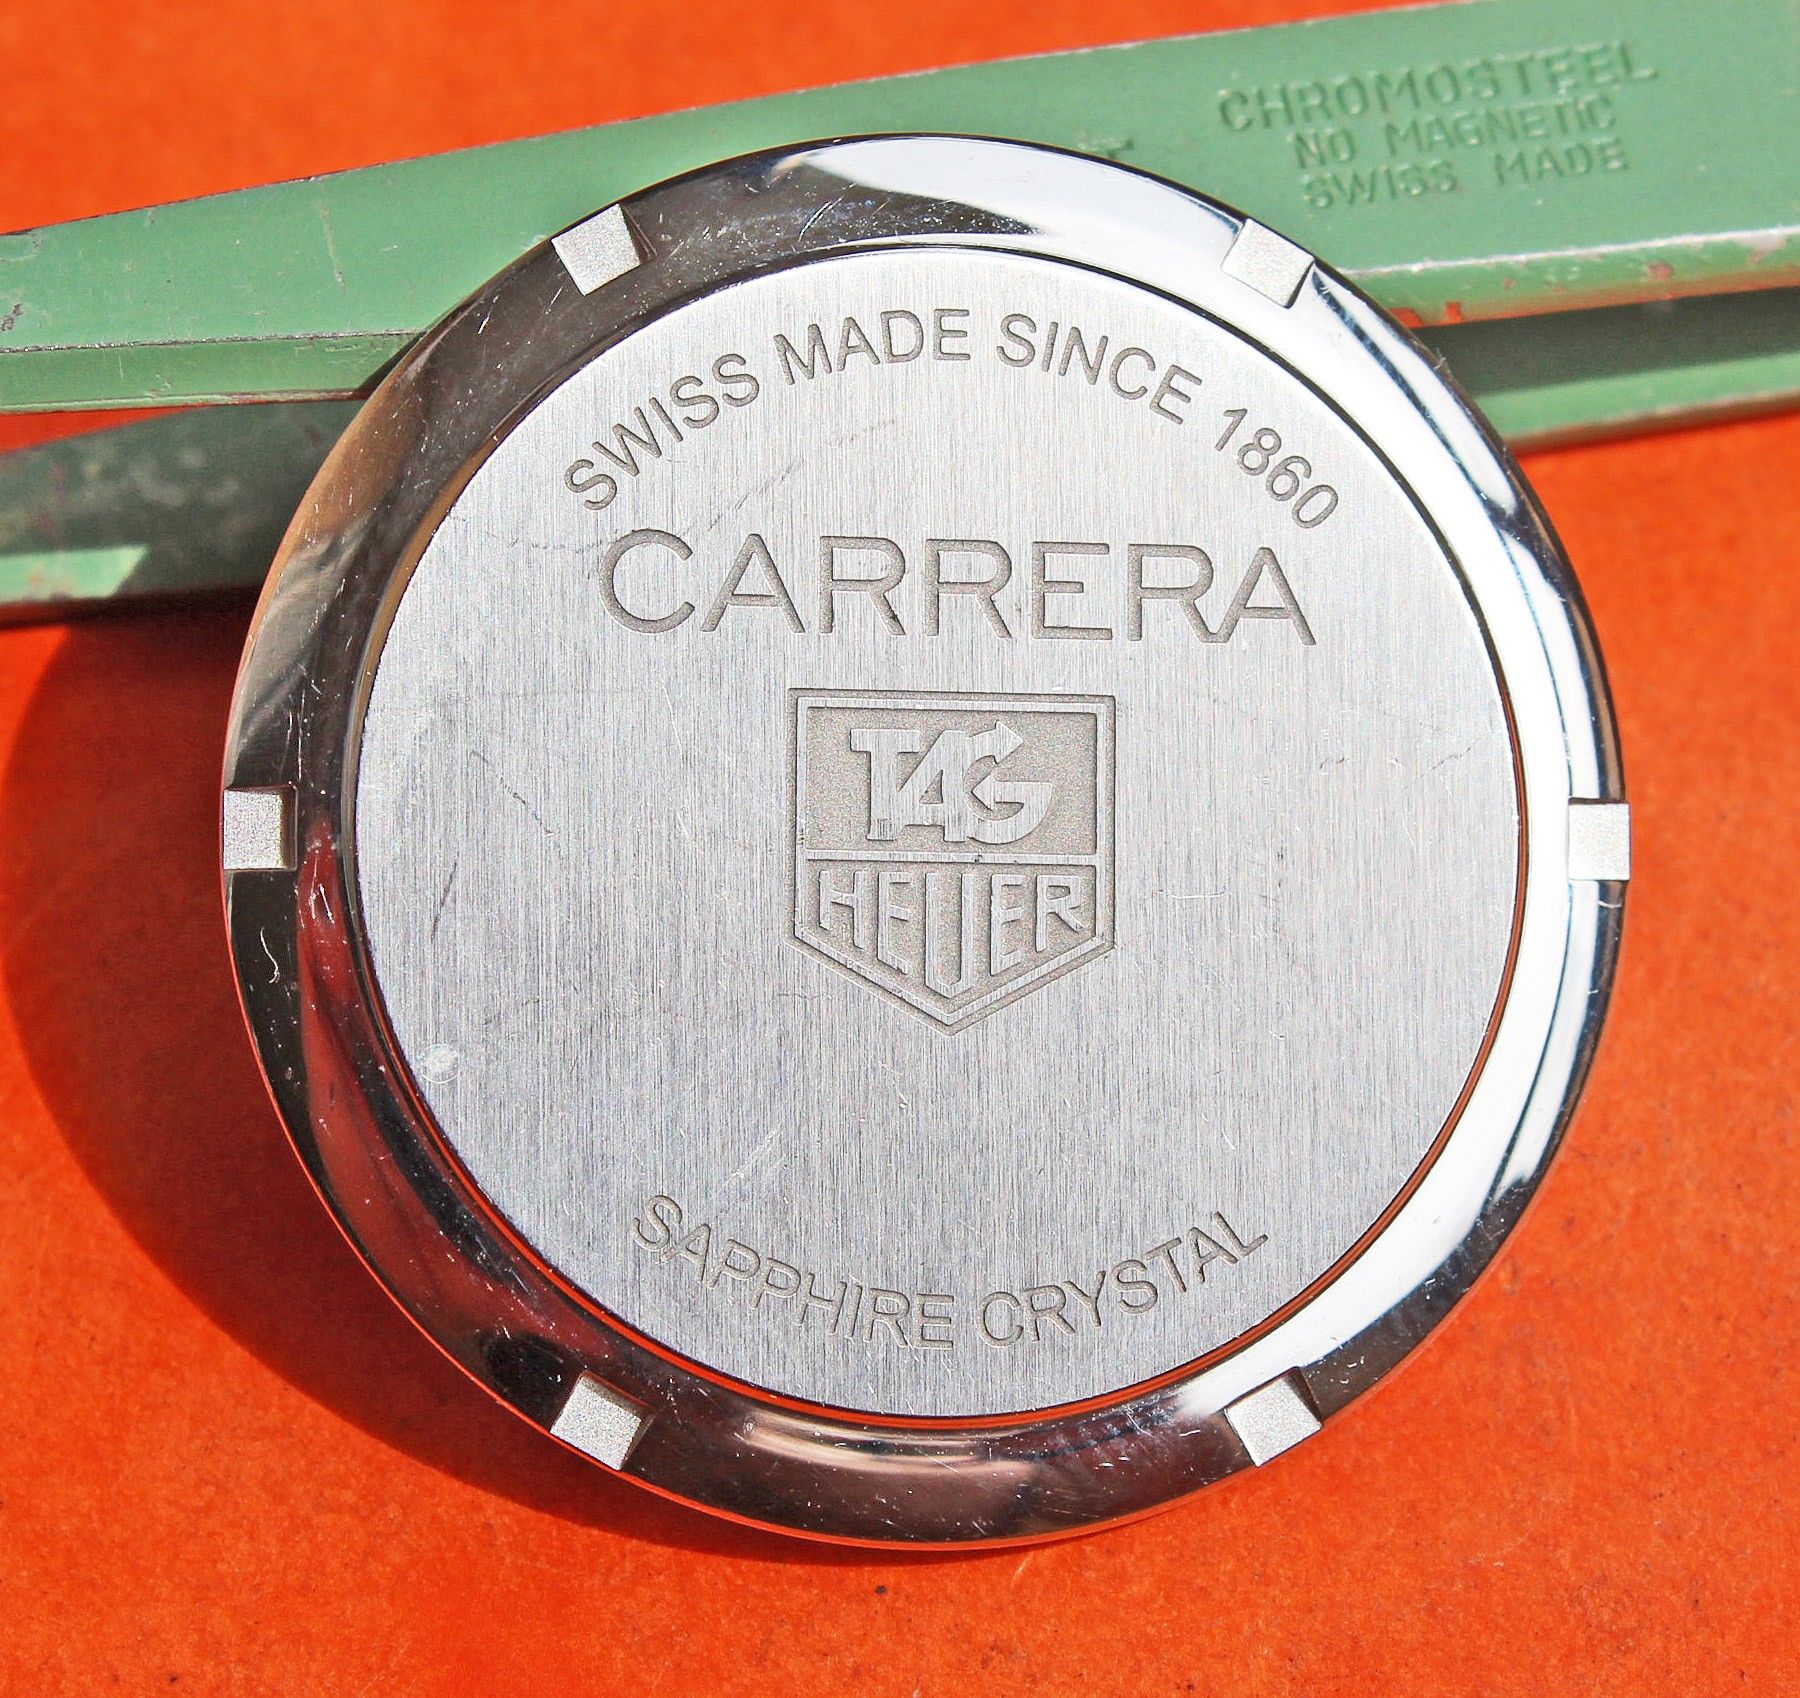 CHROMOSTEEL
NO MAGNETIC
SWISS MADE
SWISS MADE SINCE 1860
CARRERA
TAG
HEUER
SAPPHIRE CRYSTAL